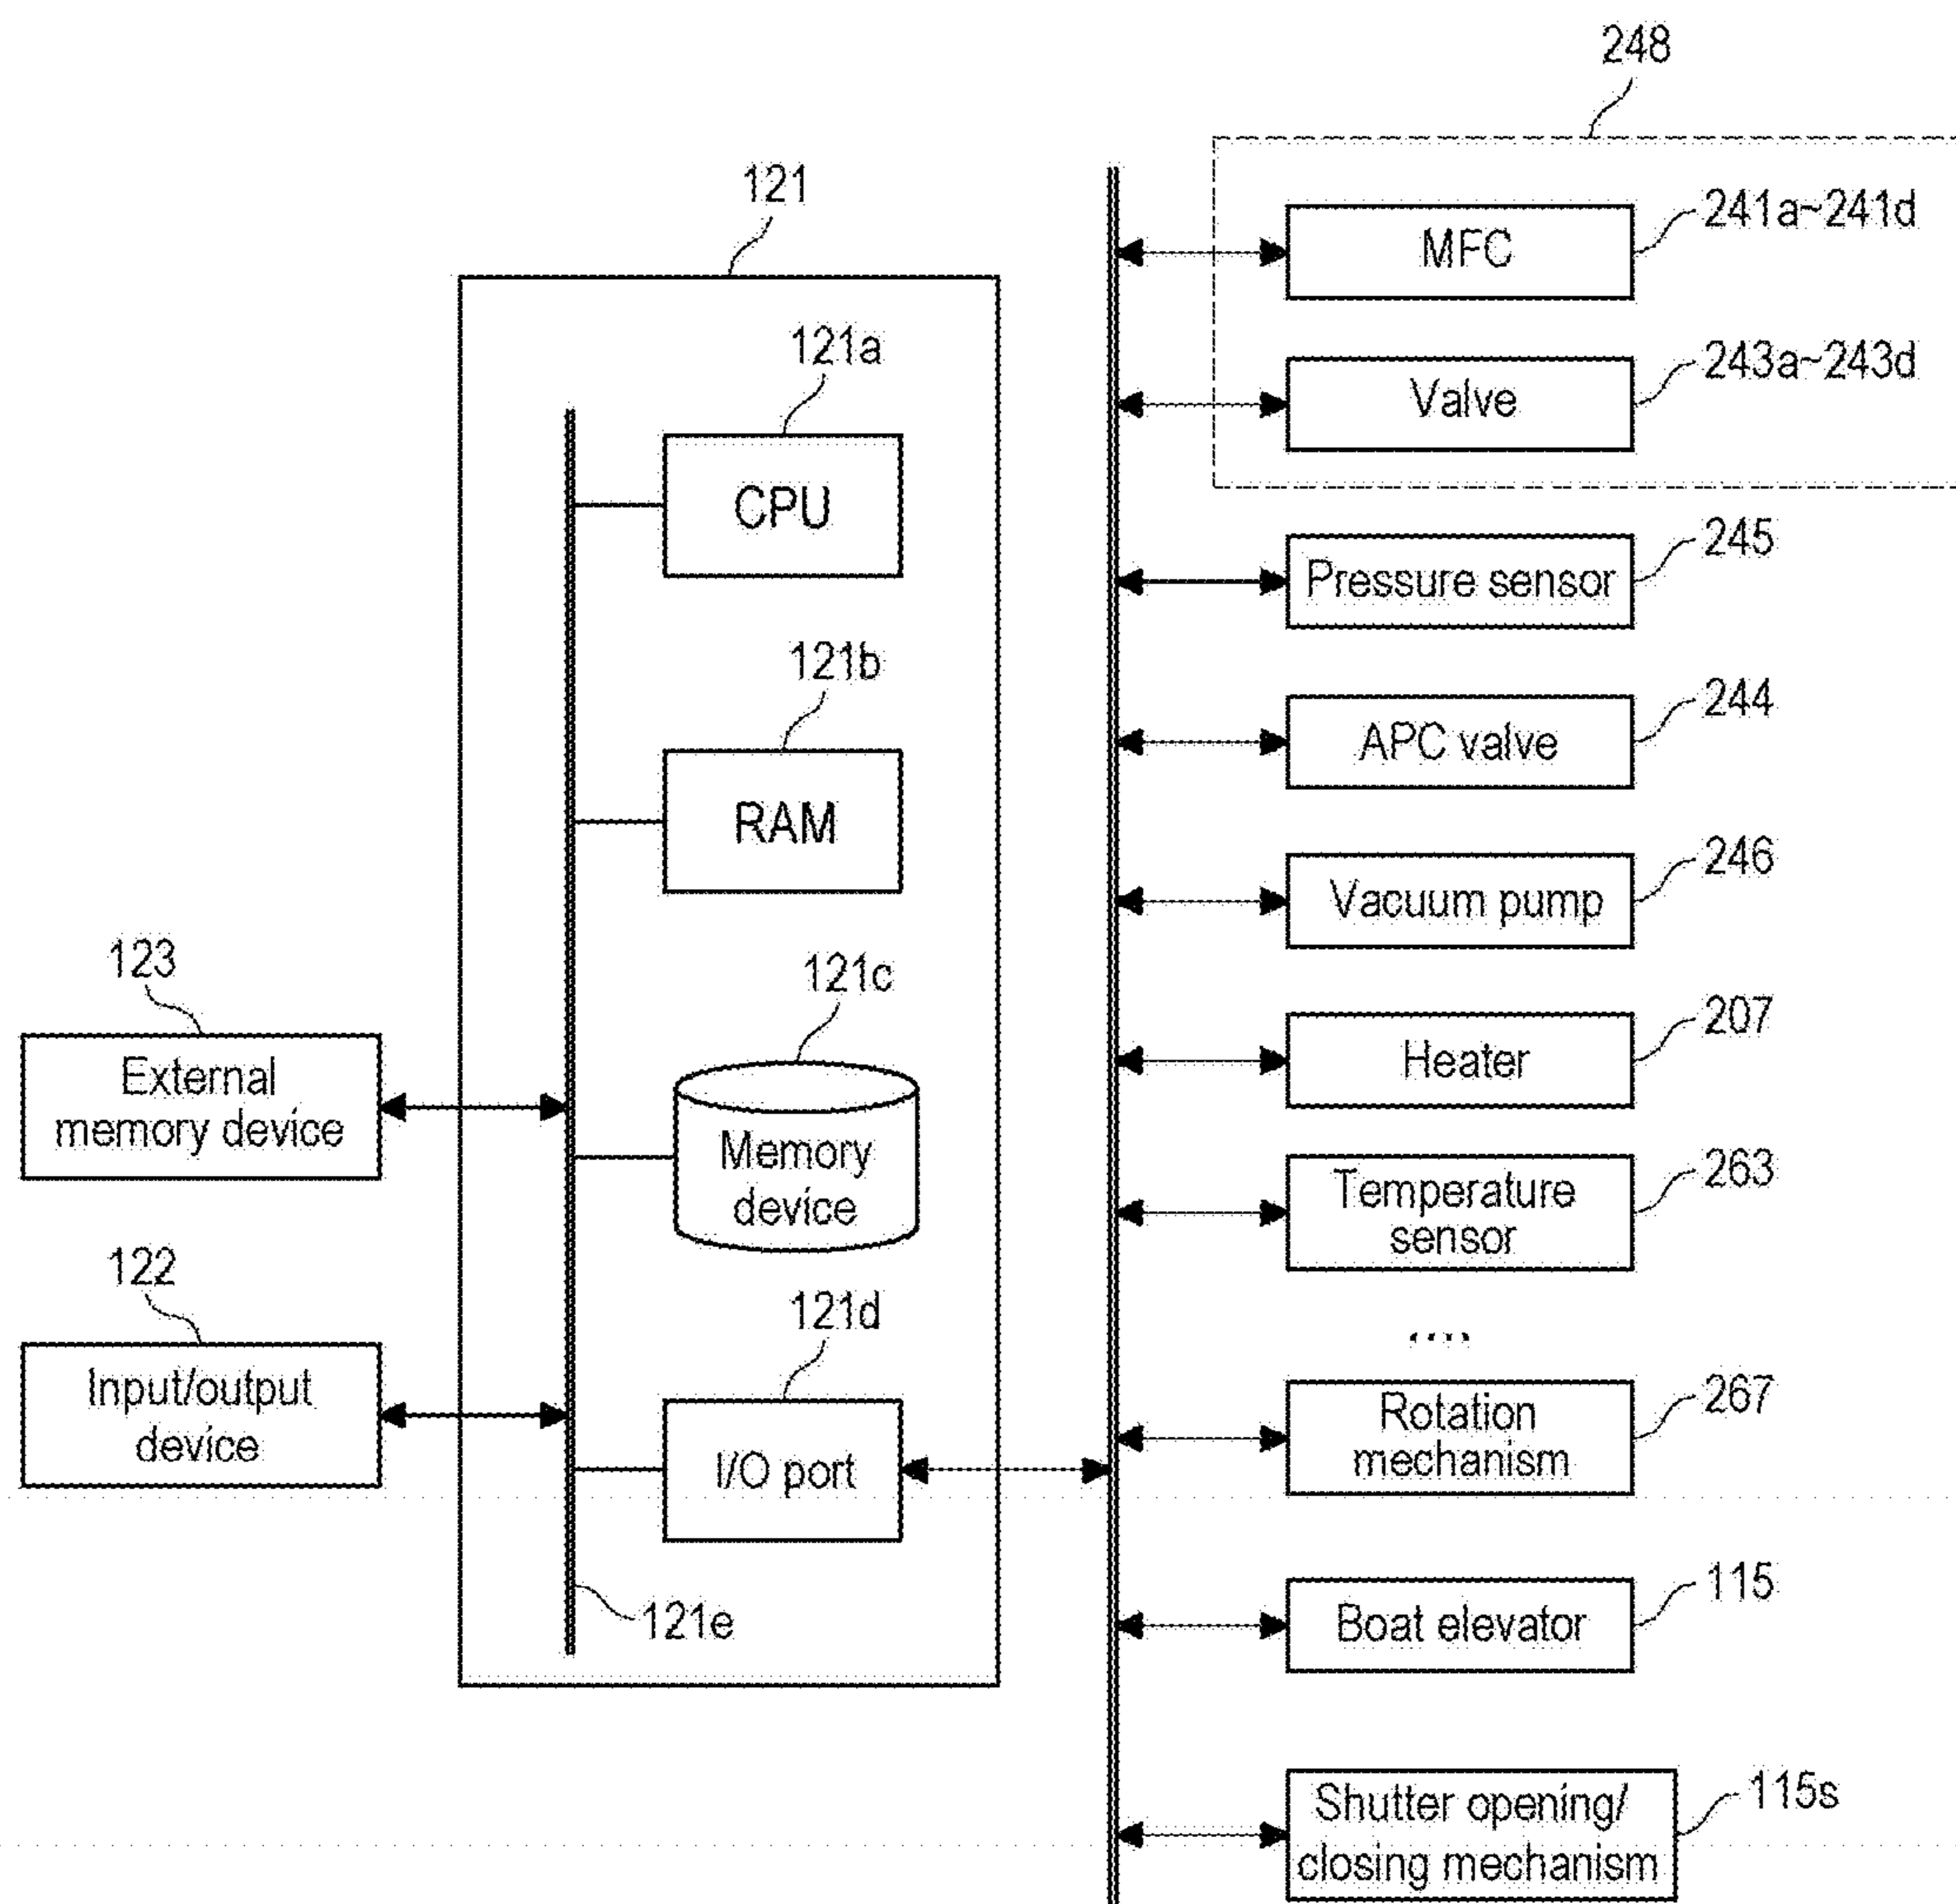 248
121
241a~241d
MFC
121a
243a~243d
Valve
CPU
245
Pressure sensor
121b
244
APC valve
RAM
246
Vacuum pump
123
121c
207
External
memory device
Heater
Memory
device
263
Temperature
sensor
122
121d
....
Input/output
device
267
Rotation
mechanism
I/O port
121e
115
Boat elevator
115s
Shutter opening/
closing mechanism